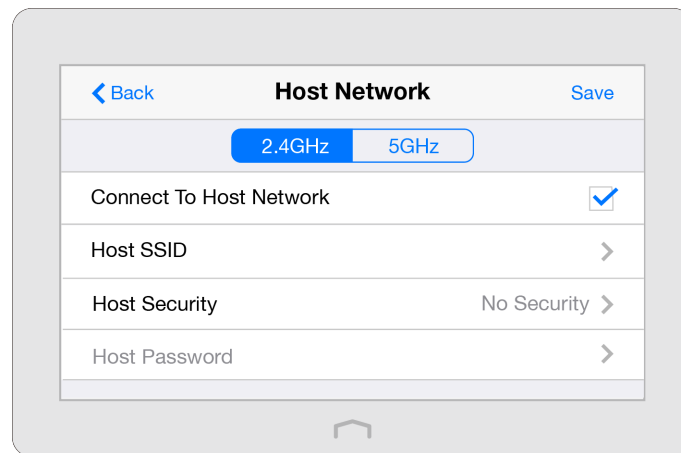 Back Host Network Save
2.4GHz 5GHz
Connect To Host Network
Host SSID
Host Security No Security
Host Password